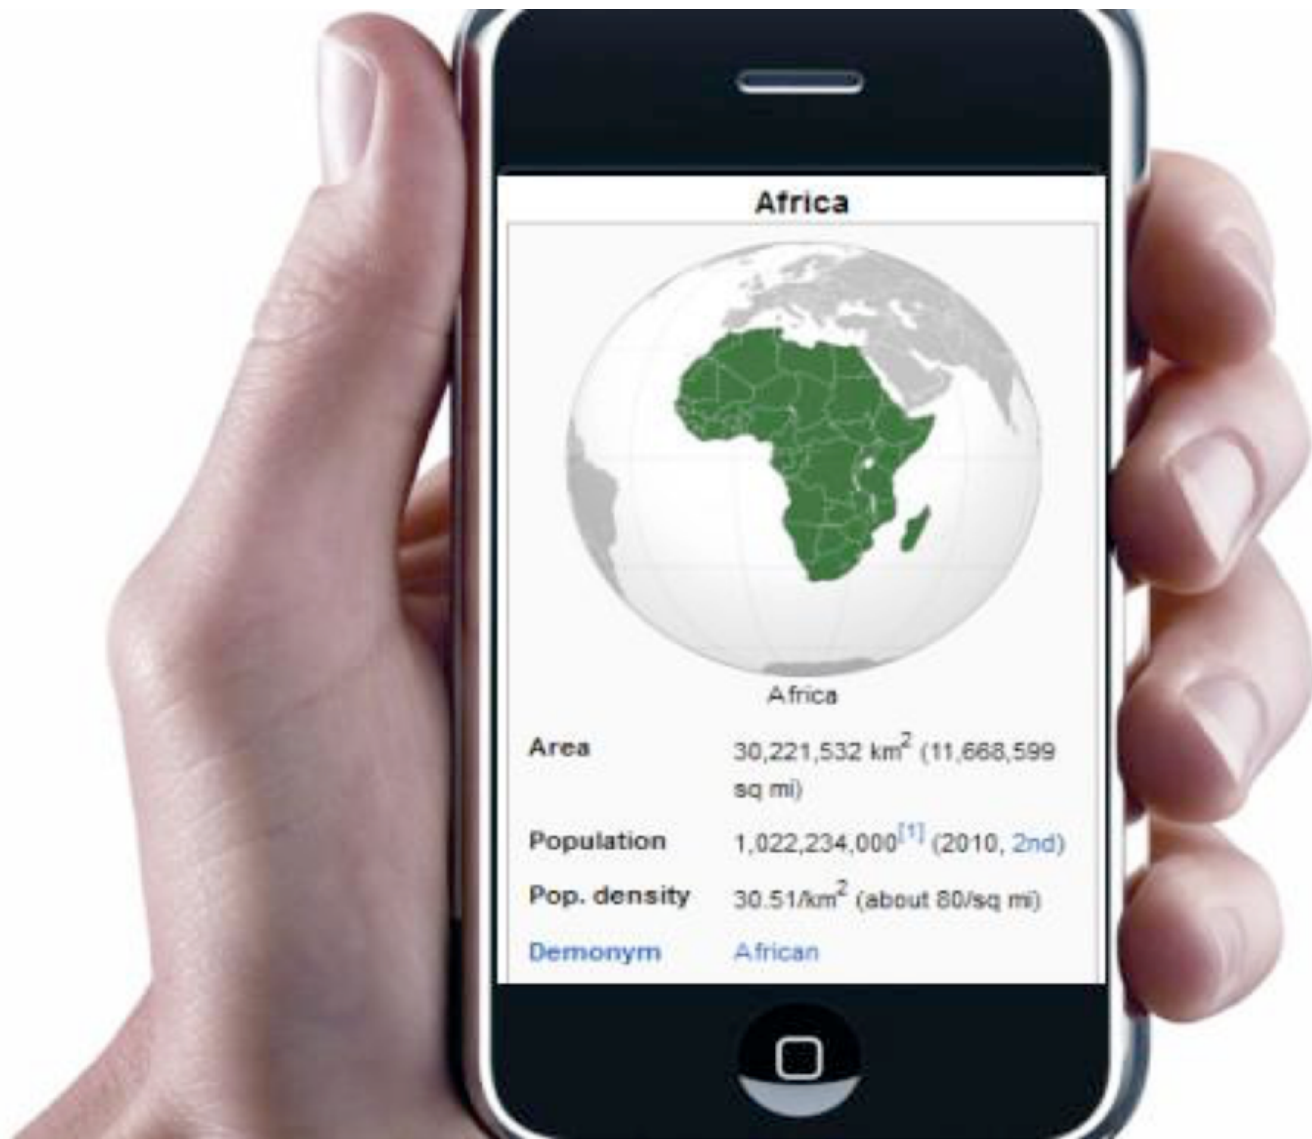 Africa
Africa
Area 30,221,532 km² (11,668,599
sq mi)
Population 1,022,234,000[1] (2010, 2nd)
Pop. density 30.51/km² (about 80/sq mi)
Demonym African